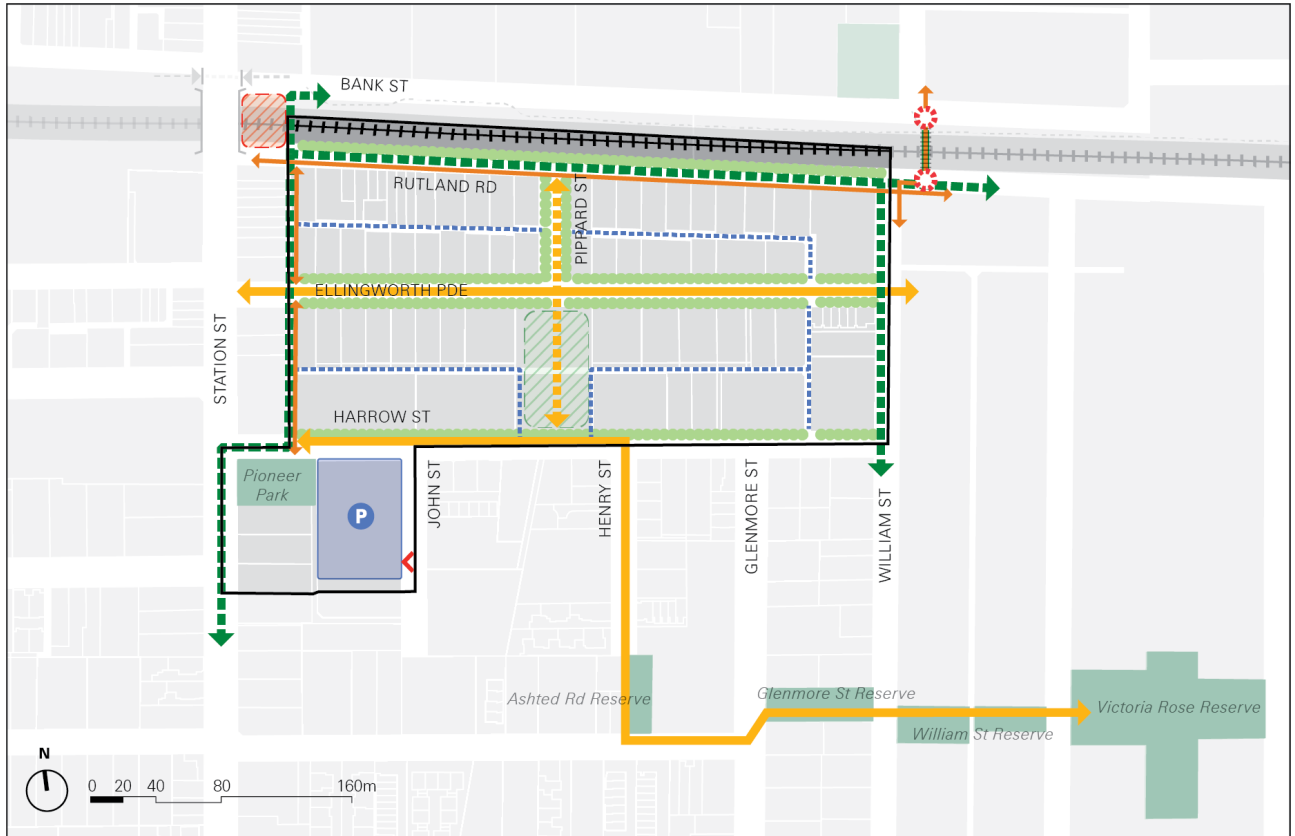 BANK ST
RUTLAND RD
PIPPARD ST
ELLINGWORTH PDE
STATION ST
HARROW ST
Pioneer
Park
P
JOHN ST
HENRY ST
GLENMORE ST
WILLIAM ST
Ashted Rd Reserve
Glenmore St Reserve
William St Reserve
Victoria Rose Reserve
N
0 20 40 80 160m